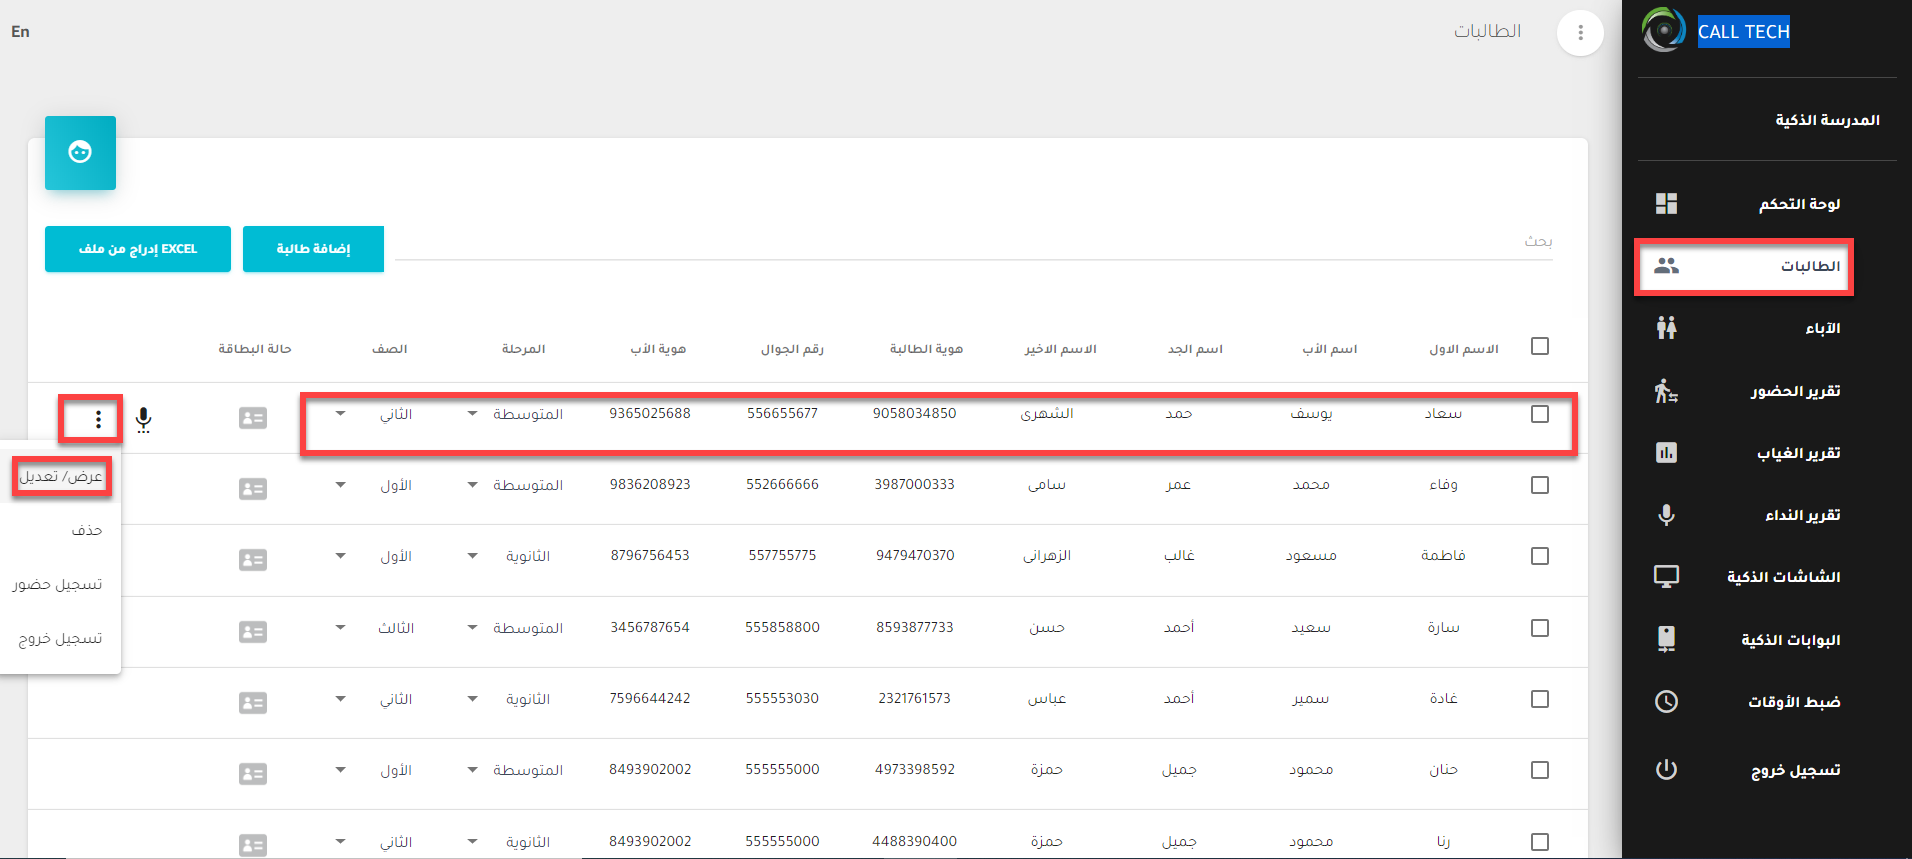 CALL TECH
المدرسة الذكية
لوحة التحكم
الطالبات
الآباء
تقرير الحضور
تقرير الغياب
تقرير النداء
الشاشات الذكية
البوابات الذكية
ضبط الأوقات
تسجيل خروج
الطالبات
En
بحث
إضافة طالبة
إدراج من ملف EXCEL
الاسم الاول اسم الأب اسم الجد الاسم الاخير هوية الطالبة رقم الجوال هوية الأب المرحلة الصف حالة البطاقة
سعاد يوسف حمد الشهري 9058034850 556655677 9365025688 المتوسطة الثاني
وفاء محمد عمر سامي 3987000333 552666666 9836208923 المتوسطة الأول
فاطمة مسعود غالب الزهراني 9479470370 557755775 8796756453 الثانوية الأول
سارة سعيد أحمد حسن 8593877733 555858800 3456787654 المتوسطة الثالث
غادة سمير أحمد عباس 2321761573 555553030 7596644242 الثانوية الثاني
حنان محمود جميل حمزة 4973398592 555555000 8493902002 المتوسطة الأول
رنا محمود جميل حمزة 4488390400 555555000 8493902002 الثانوية الثاني
عرض/ تعديل
حذف
تسجيل حضور
تسجيل خروج